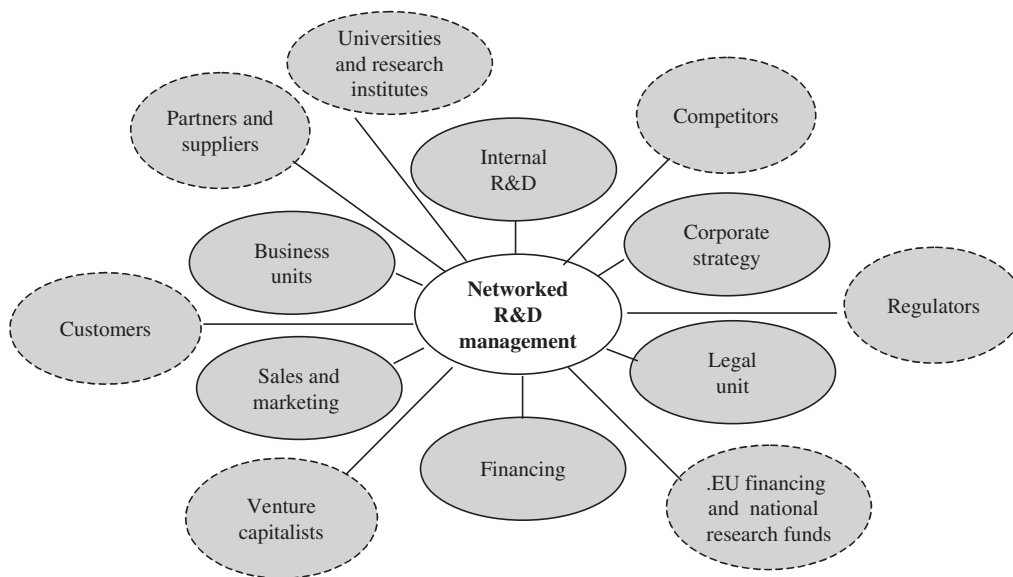 Universities
and research
institutes
Partners and
suppliers
Competitors
Internal
R&D
Corporate
strategy
Business
units
Networked
R&D
management
Regulators
Customers
Sales and
marketing
Legal
unit
Financing
Venture
capitalists
.EU financing
and national
research funds